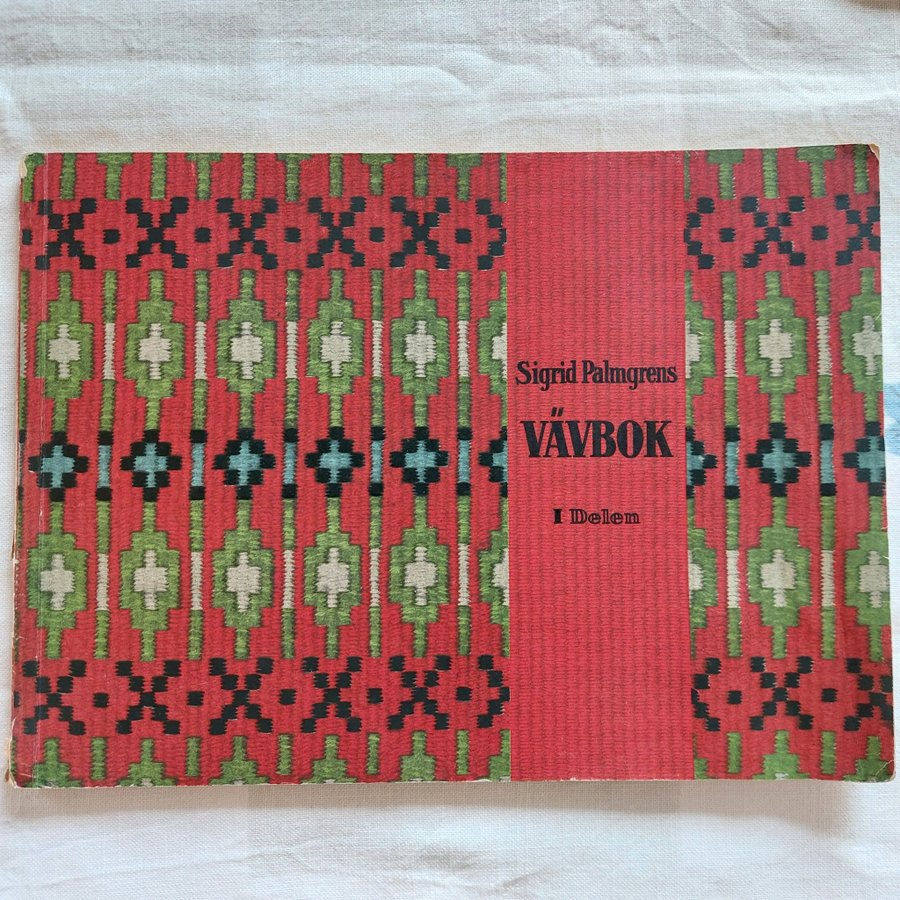 Sigrid Palmgrens
VÄVBOK
I Delen